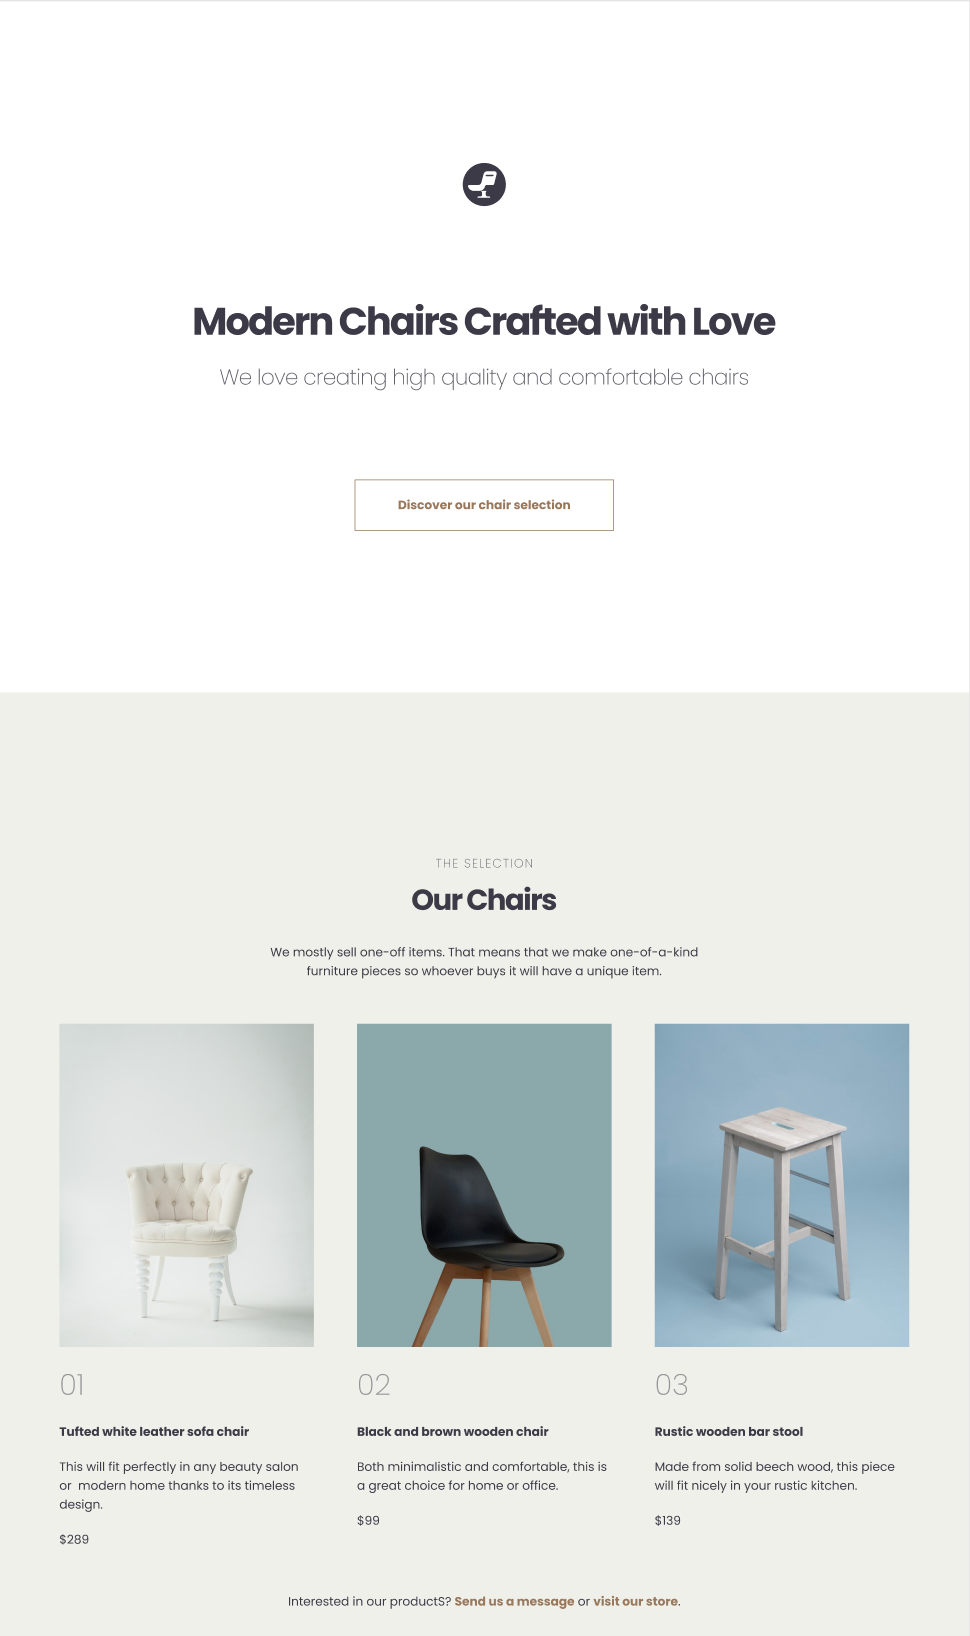 Modern Chairs Crafted with Love
We love creating high quality and comfortable chairs
Discover our chair selection
THE SELECTION
Our Chairs
We mostly sell one-off items. That means that we make one-of-a-kind
furniture pieces so whoever buys it will have a unique item.
01
Tufted white leather sofa chair
This will fit perfectly in any beauty salon
or  modern home thanks to its timeless
design.
$289
02
Black and brown wooden chair
Both minimalistic and comfortable, this is
a great choice for home or office.
$99
03
Rustic wooden bar stool
Made from solid beech wood, this piece
will fit nicely in your rustic kitchen.
$139
Interested in our productS? Send us a message or visit our store.